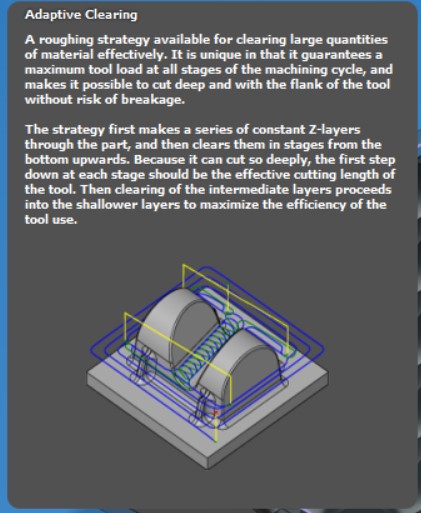 Adaptive Clearing
A roughing strategy available for clearing large quantities
of material effectively. It is unique in that it guarantees a
maximum tool load at all stages of the machining cycle, and
makes it possible to cut deep and with the flank of the tool
without risk of breakage.
The strategy first makes a series of constant Z-layers
through the part, and then clears them in stages from the
bottom upwards. Because it can cut so deeply, the first step
down at each stage should be the effective cutting length of
the tool. Then clearing of the intermediate layers proceeds
into the shallower layers to maximize the efficiency of the
tool use.